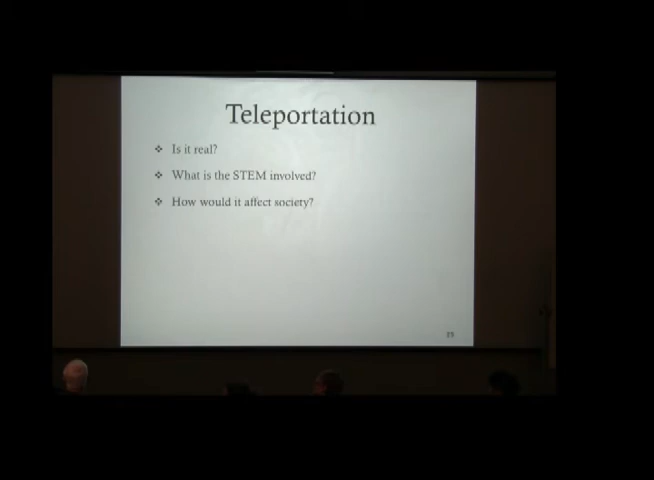 Teleportation
❖ Is it real?
❖ What is the STEM involved?
❖ How would it affect society?